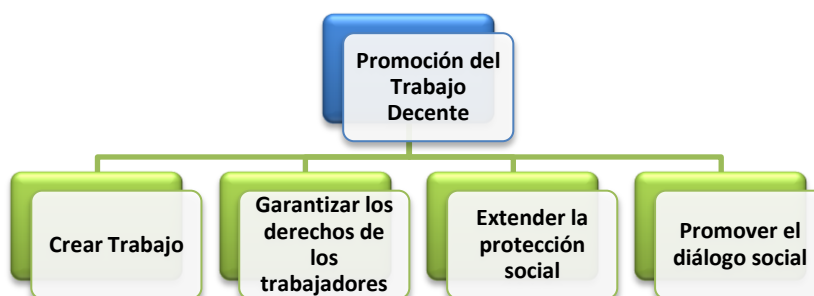 Promoción del
Trabajo
Decente
Crear Trabajo
Garantizar los
derechos de
los
trabajadores
Extender la
protección
social
Promover el
diálogo social